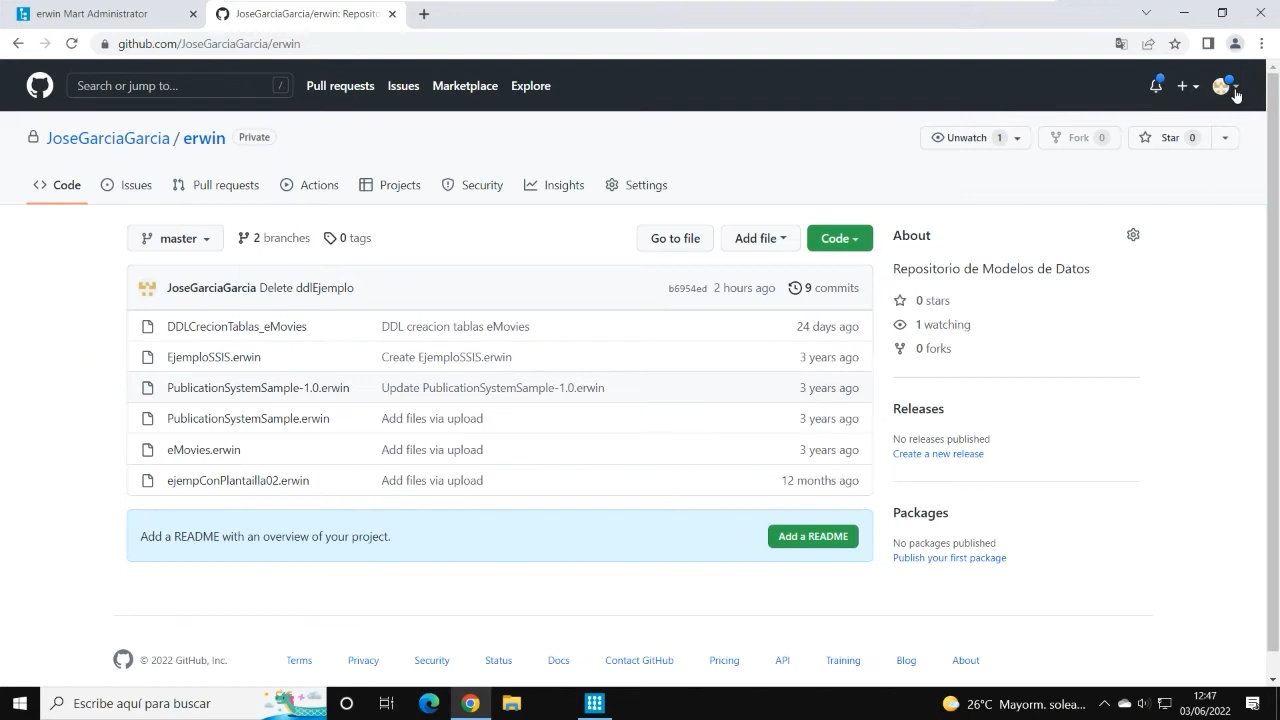 erwin Mart Administrator
JoseGarciaGarcia/erwin: Reposito
github.com/JoseGarciaGarcia/erwin
Search or jump to... /
Pull requests Issues Marketplace Explore
JoseGarciaGarcia / erwin Private
Unwatch 1 Fork 0 Star 0
Code Issues Pull requests Actions Projects Security Insights Settings
master 2 branches 0 tags Go to file Add file Code
JoseGarciaGarcia Delete ddlEjemplo b6954ed 2 hours ago 9 commits
DDLCrecionTablas_eMovies DDL creacion tablas eMovies 24 days ago
EjemploSSIS.erwin Create EjemploSSIS.erwin 3 years ago
PublicationSystemSample-1.0.erwin Update PublicationSystemSample-1.0.erwin 3 years ago
PublicationSystemSample.erwin Add files via upload 3 years ago
eMovies.erwin Add files via upload 3 years ago
ejempConPlantailla02.erwin Add files via upload 12 months ago
Add a README with an overview of your project. Add a README
About
Repositorio de Modelos de Datos
0 stars
1 watching
0 forks
Releases
No releases published
Create a new release
Packages
No packages published
Publish your first package
© 2022 GitHub, Inc. Terms Privacy Security Status Docs Contact GitHub Pricing API Training Blog About
Escribe aquí para buscar
26°C Mayorm. solea...
12:47
03/06/2022